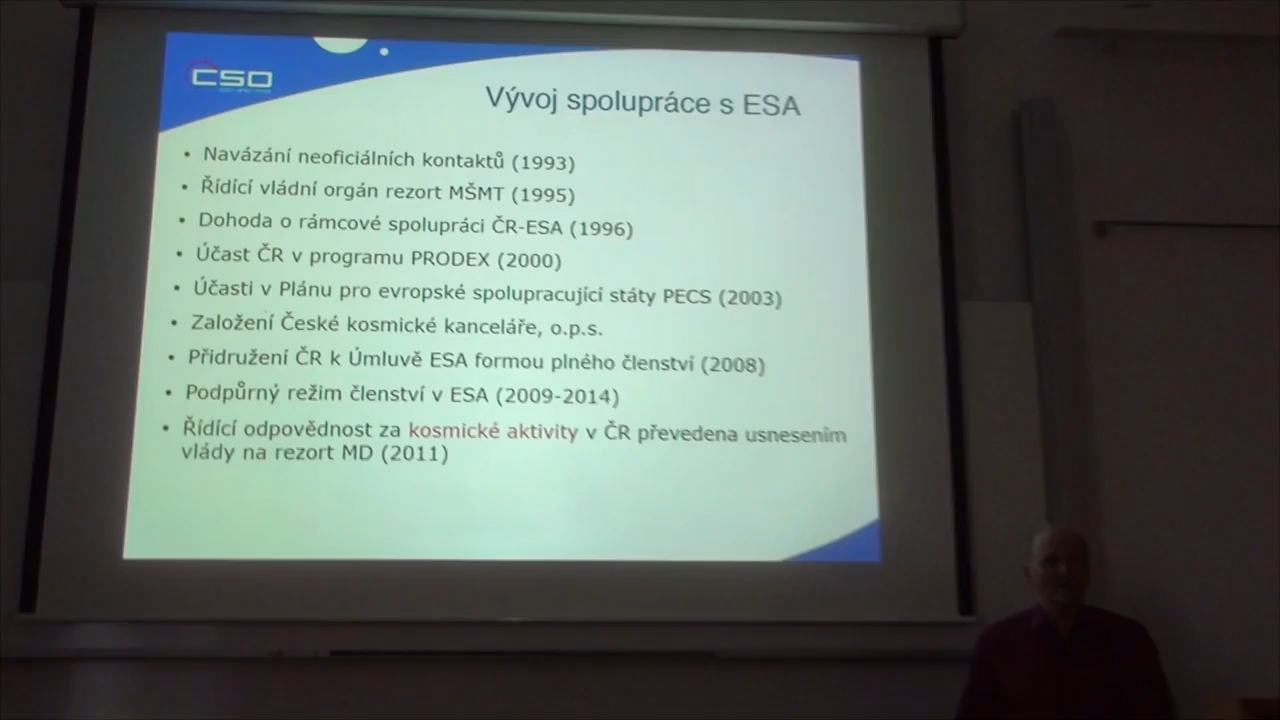 CSO
Vývoj spolupráce s ESA
• Navázání neoficiálních kontaktů (1993)
• Řídící vládní orgán rezort MŠMT (1995)
• Dohoda o rámcové spolupráci ČR-ESA (1996)
• Účast ČR v programu PRODEX (2000)
• Účasti v Plánu pro evropské spolupracující státy PECS (2003)
• Založení České kosmické kanceláře, o.p.s.
• Přidružení ČR k Úmluvě ESA formou plného členství (2008)
• Podpůrný režim členství v ESA (2009-2014)
• Řídící odpovědnost za kosmické aktivity v ČR převedena usnesením
vlády na rezort MD (2011)